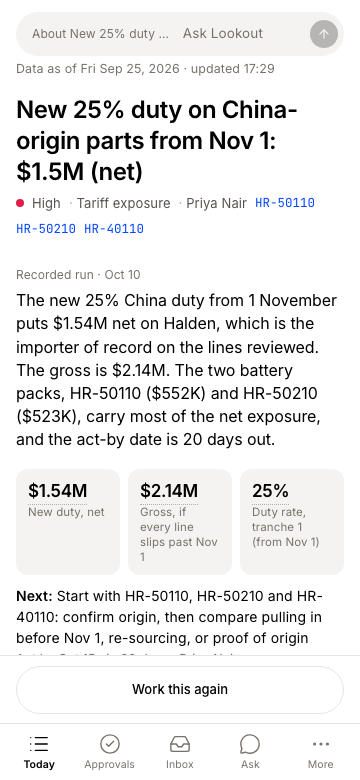 About New 25% duty ... Ask Lookout
Data as of Fri Sep 25, 2026 · updated 17:29
New 25% duty on China-
origin parts from Nov 1:
$1.5M (net)
High · Tariff exposure · Priya Nair HR-50110
HR-50210 HR-40110
Recorded run · Oct 10
The new 25% China duty from 1 November
puts $1.54M net on Halden, which is the
importer of record on the lines reviewed.
The gross is $2.14M. The two battery
packs, HR-50110 ($552K) and HR-50210
($523K), carry most of the net exposure,
and the act-by date is 20 days out.
$1.54M
New duty, net
$2.14M
Gross, if
every line
slips past Nov
1
25%
Duty rate,
tranche 1
(from Nov 1)
Next: Start with HR-50110, HR-50210 and HR-
40110: confirm origin, then compare pulling in
before Nov 1, re-sourcing, or proof of origin
Work this again
Today Approvals Inbox Ask More